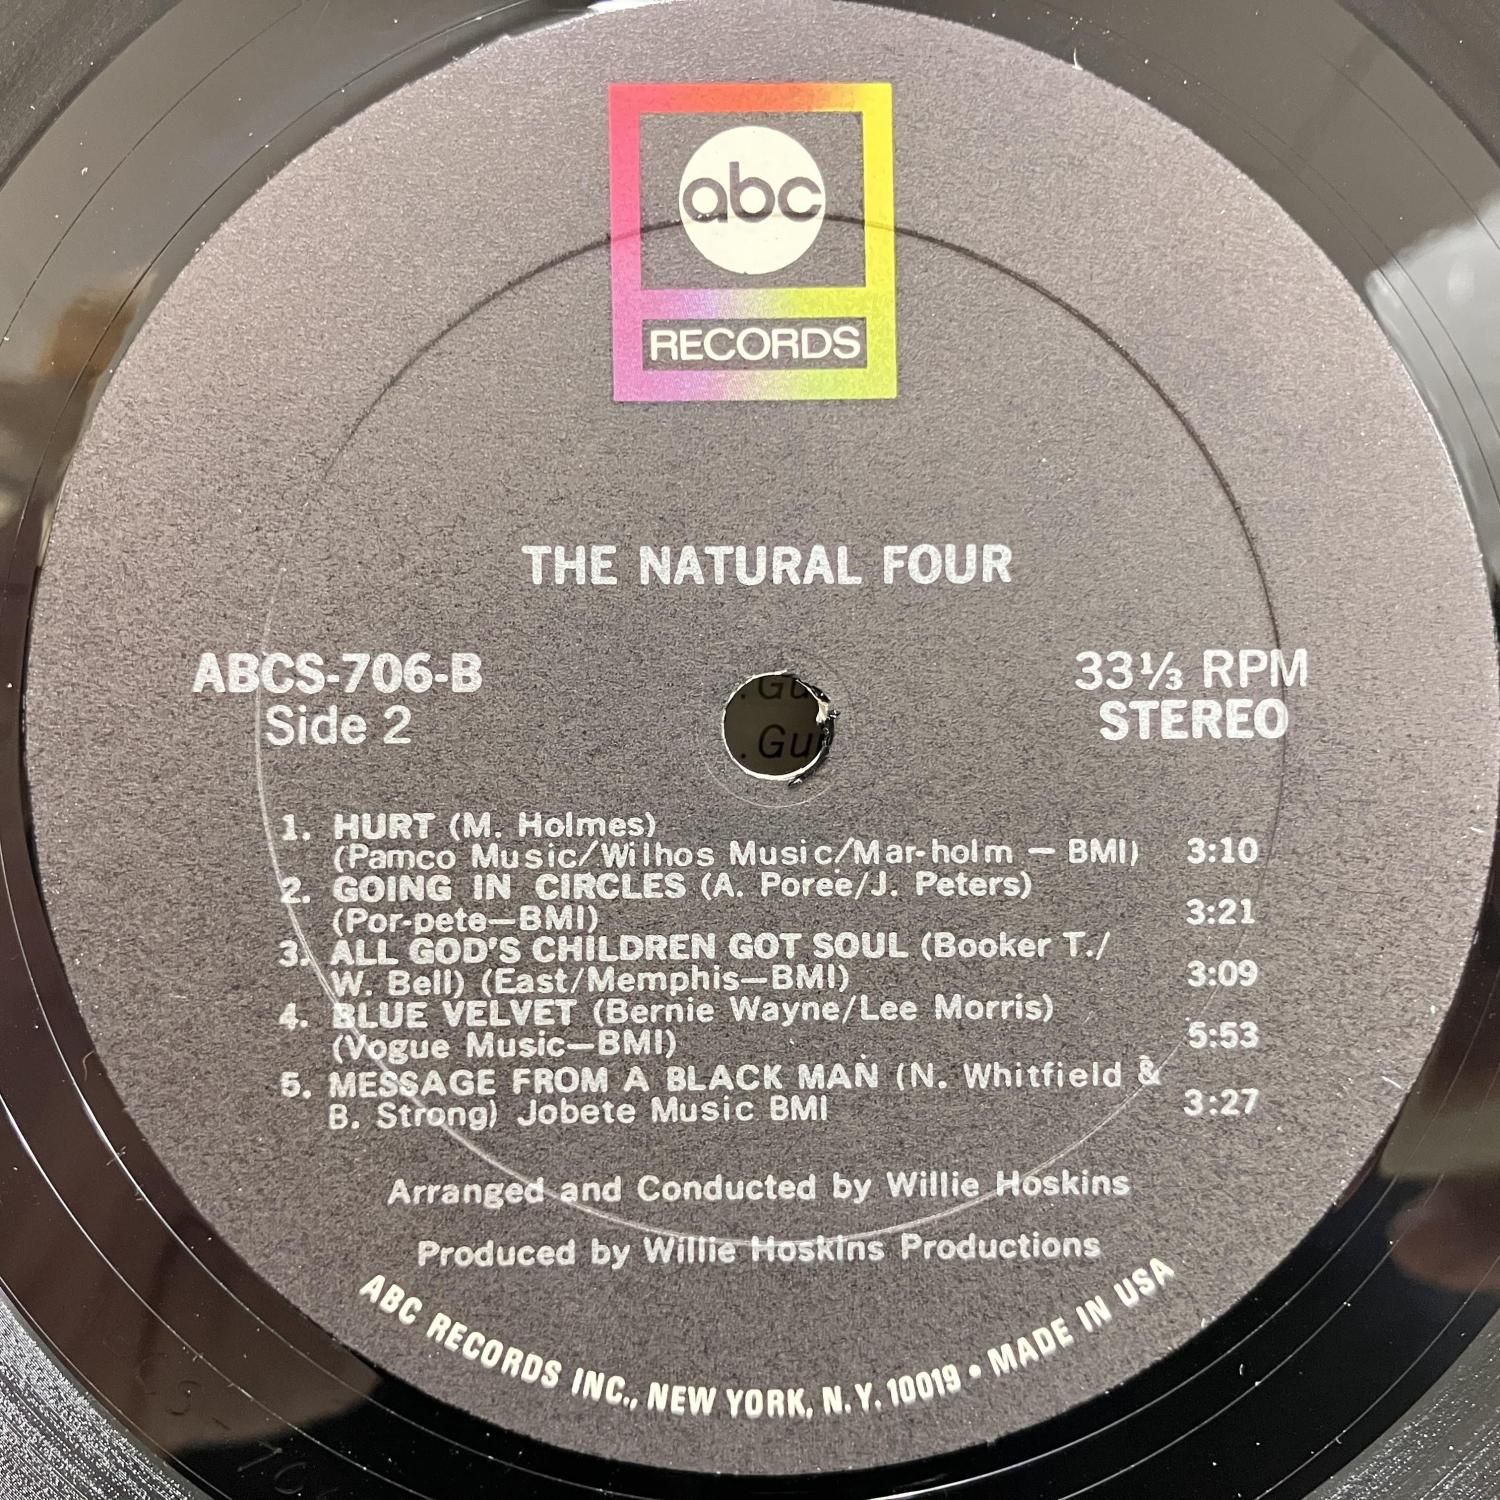 abc
RECORDS
THE NATURAL FOUR
ABCS-706-B
Side 2
33⅓ RPM
STEREO
1. HURT (M. Holmes)
(Pamco Music/Wilhos Music/Mar-holm — BMI) 3:10
2. GOING IN CIRCLES (A. Poree/J. Peters)
(Por-pete—BMI) 3:21
3. ALL GOD'S CHILDREN GOT SOUL (Booker T./
W. Bell) (East/Memphis—BMI) 3:09
4. BLUE VELVET (Bernie Wayne/Lee Morris)
(Vogue Music—BMI) 5:53
5. MESSAGE FROM A BLACK MAN (N. Whitfield &
B. Strong) Jobete Music BMI 3:27
Arranged and Conducted by Willie Hoskins
Produced by Willie Hoskins Productions
ABC RECORDS INC., NEW YORK, N.Y. 10019 • MADE IN USA